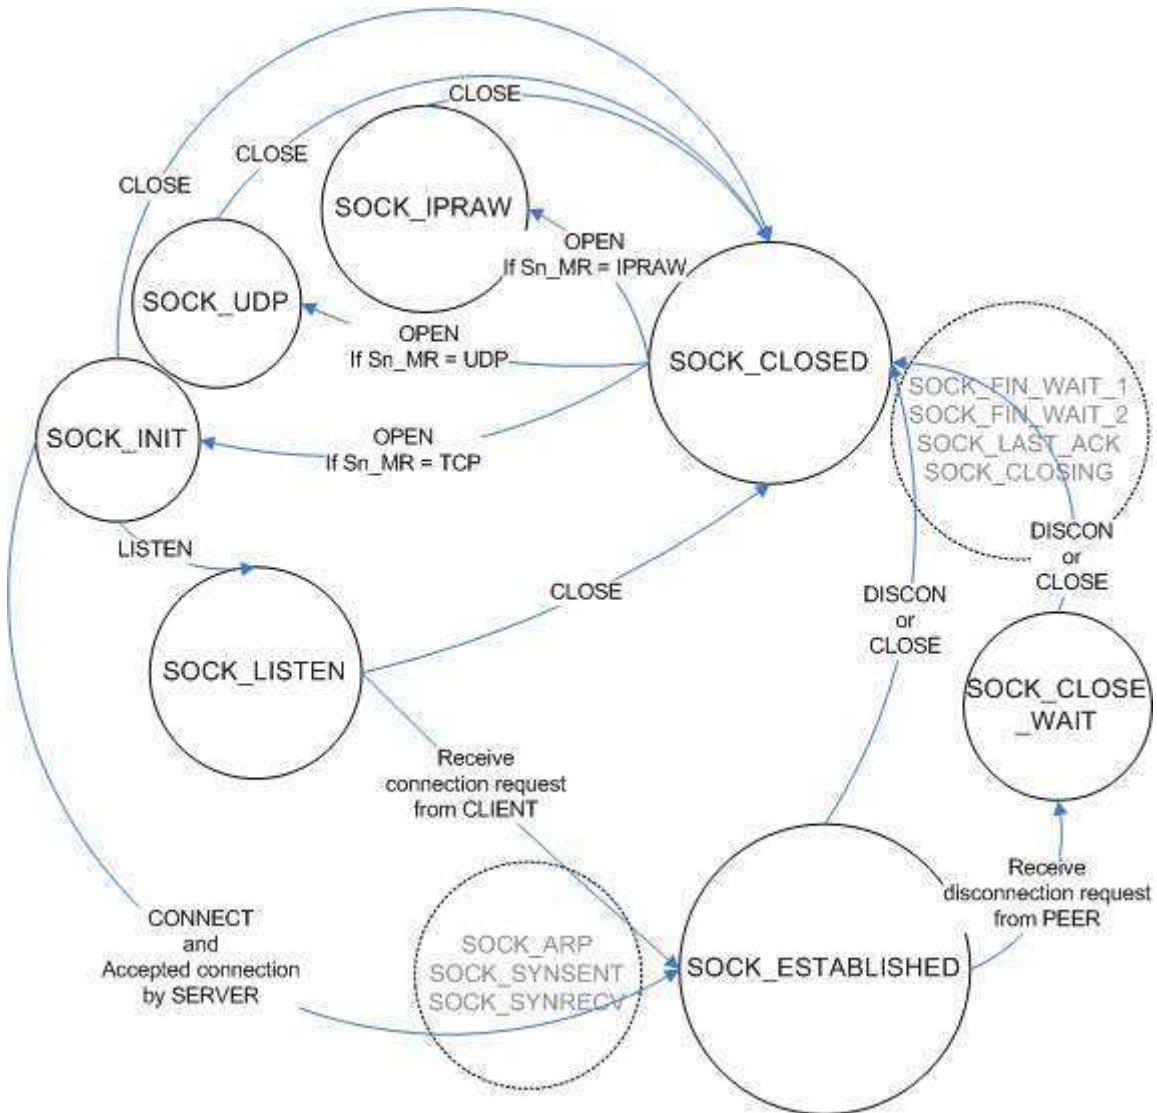 CLOSE
CLOSE
CLOSE
SOCK_IPRAW
OPEN
If Sn_MR = IPRAW
SOCK_UDP
OPEN
If Sn_MR = UDP
SOCK_CLOSED
SOCK_FIN_WAIT_1
SOCK_FIN_WAIT_2
SOCK_LAST_ACK
SOCK_CLOSING
SOCK_INIT
OPEN
If Sn_MR = TCP
LISTEN
DISCON
or
CLOSE
CLOSE
DISCON
or
CLOSE
SOCK_LISTEN
SOCK_CLOSE
_WAIT
Receive
connection request
from CLIENT
Receive
disconnection request
from PEER
CONNECT
and
Accepted connection
by SERVER
SOCK_ARP
SOCK_SYNSENT
SOCK_SYNRECV
SOCK_ESTABLISHED